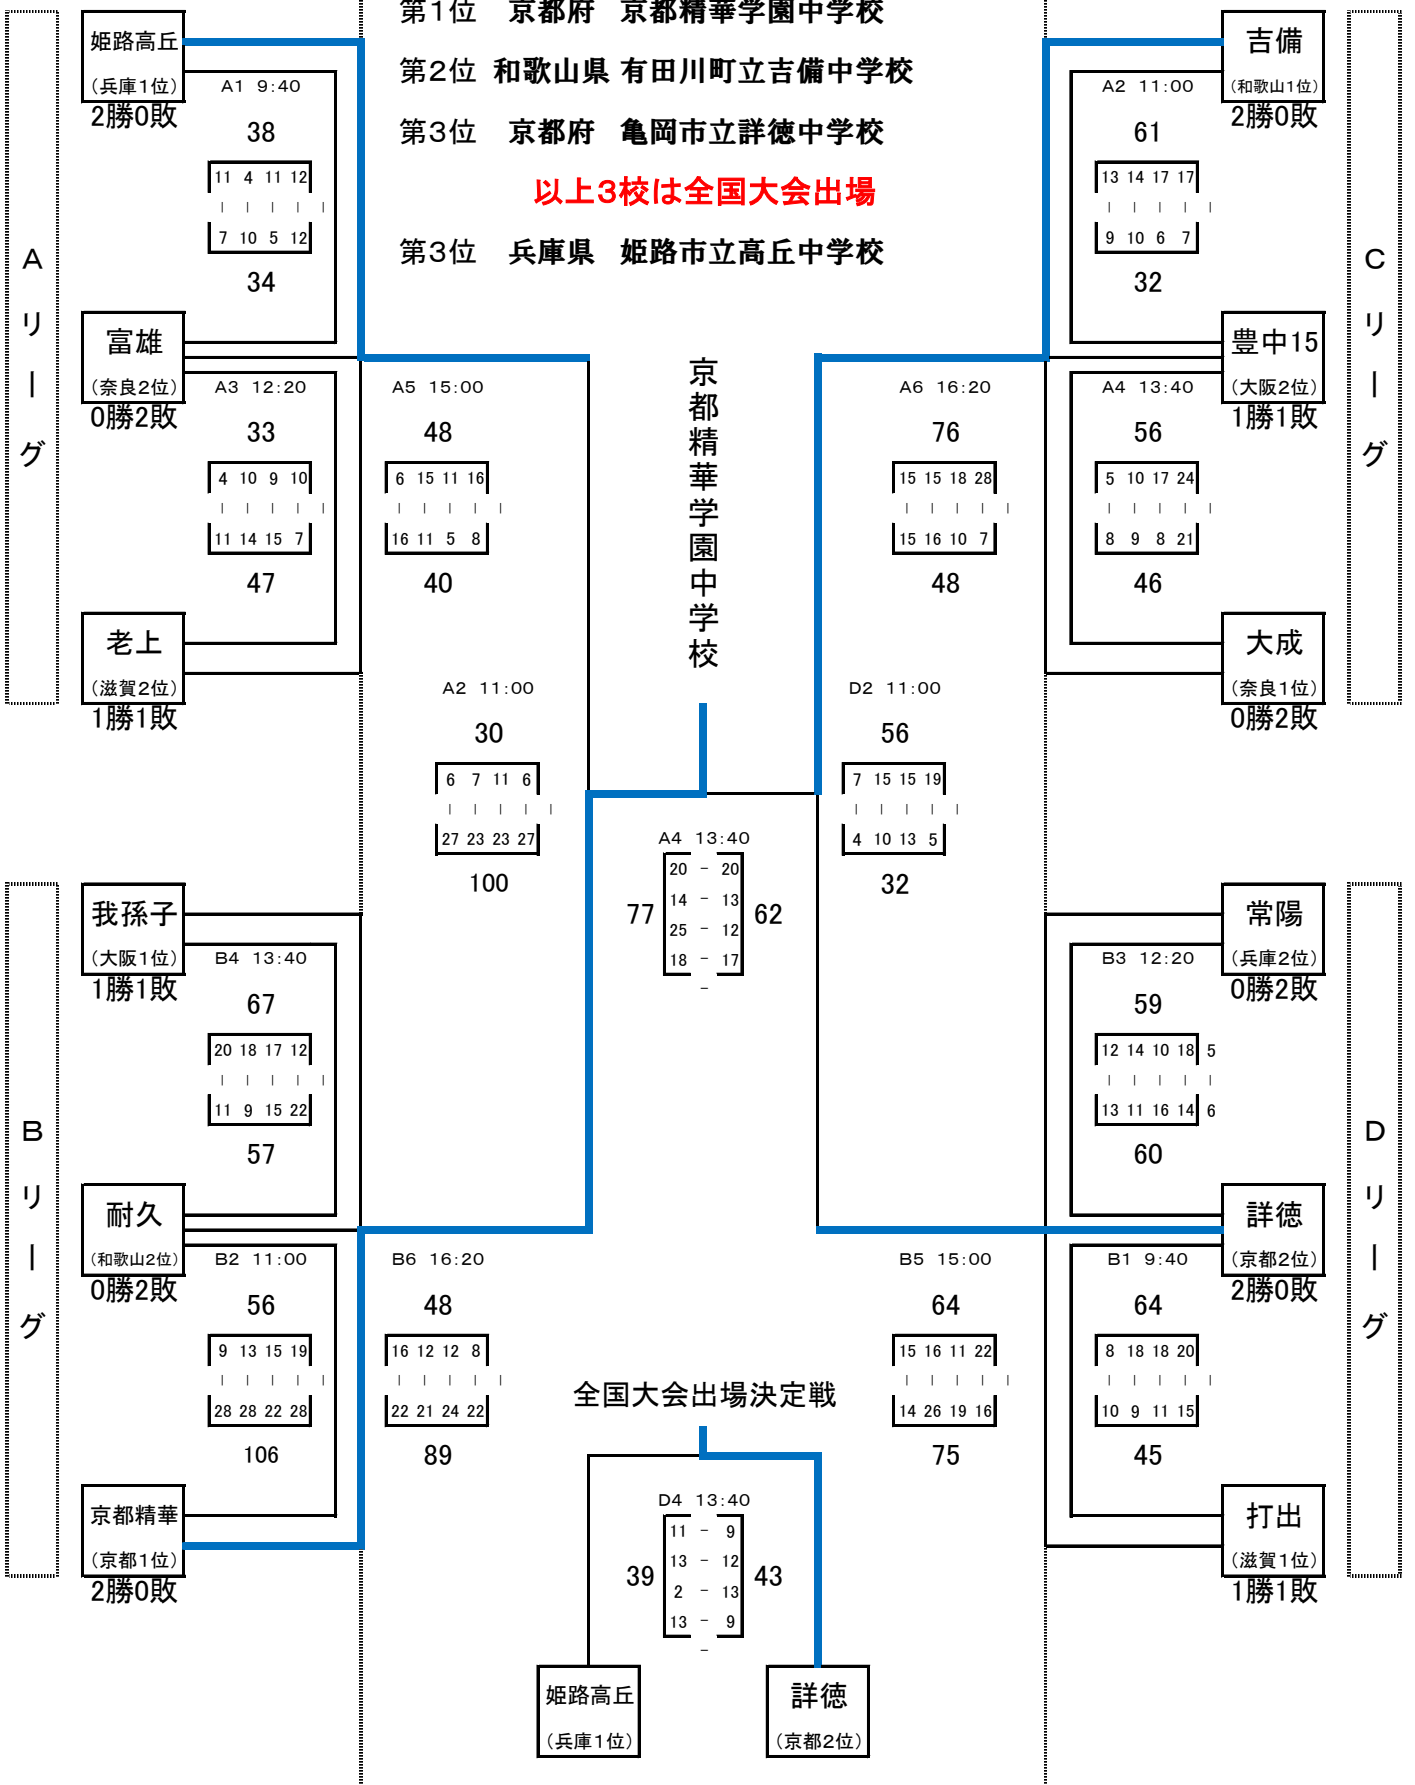 第1位 京都府 京都精華学園中学校
第2位 和歌山県 有田川町立吉備中学校
第3位 京都府 亀岡市立詳徳中学校
以上3校は全国大会出場
第3位 兵庫県 姫路市立高丘中学校
Aリーグ
姫路高丘
(兵庫1位)
2勝0敗
A1 9:40
38
11 4 11 12
| | | | |
7 10 5 12
34
富雄
(奈良2位)
0勝2敗
A3 12:20
33
4 10 9 10
| | | | |
11 14 15 7
47
老上
(滋賀2位)
1勝1敗
A5 15:00
48
6 15 11 16
| | | | |
16 11 5 8
40
Bリーグ
我孫子
(大阪1位)
1勝1敗
B4 13:40
67
20 18 17 12
| | | | |
11 9 15 22
57
耐久
(和歌山2位)
0勝2敗
B2 11:00
56
9 13 15 19
| | | | |
28 28 22 28
106
京都精華
(京都1位)
2勝0敗
B6 16:20
48
16 12 12 8
| | | | |
22 21 24 22
89
A2 11:00
30
6 7 11 6
| | | | |
27 23 23 27
100
京都精華学園中学校
A4 13:40
77
20 - 20
14 - 13
25 - 12
18 - 17
-
62
D2 11:00
56
7 15 15 19
| | | | |
4 10 13 5
32
Cリーグ
吉備
(和歌山1位)
2勝0敗
A2 11:00
61
13 14 17 17
| | | | |
9 10 6 7
32
豊中15
(大阪2位)
1勝1敗
A4 13:40
56
5 10 17 24
| | | | |
8 9 8 21
46
大成
(奈良1位)
0勝2敗
A6 16:20
76
15 15 18 28
| | | | |
15 16 10 7
48
Dリーグ
常陽
(兵庫2位)
0勝2敗
B3 12:20
59
12 14 10 18 5
| | | | |
13 11 16 14 6
60
詳徳
(京都2位)
2勝0敗
B1 9:40
64
8 18 18 20
| | | | |
10 9 11 15
45
打出
(滋賀1位)
1勝1敗
B5 15:00
64
15 16 11 22
| | | | |
14 26 19 16
75
全国大会出場決定戦
D4 13:40
39
11 - 9
13 - 12
2 - 13
13 - 9
-
43
姫路高丘
(兵庫1位)
詳徳
(京都2位)